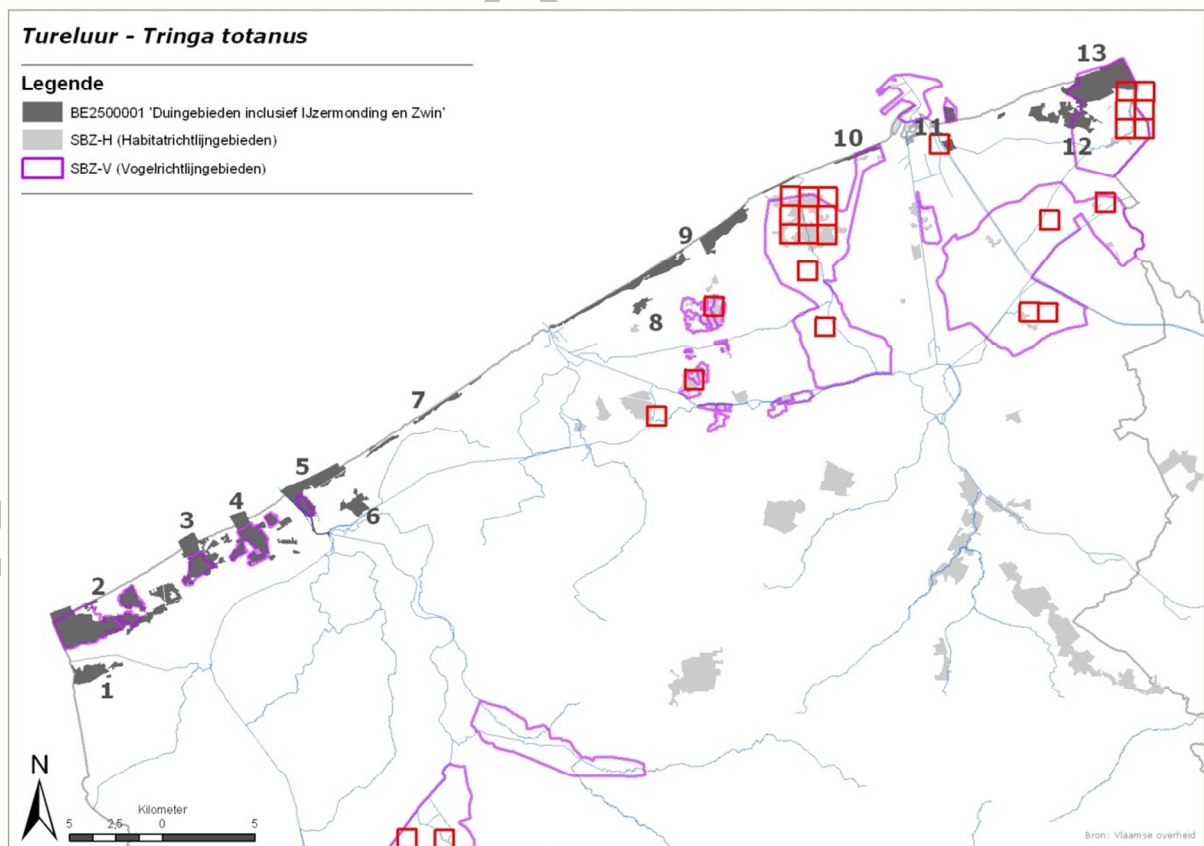 Tureluur - Tringa totanus
Legende
BE2500001 'Duingebieden inclusief IJzermonding en Zwin'
SBZ-H (Habitatrichtlijngebieden)
SBZ-V (Vogelrichtlijngebieden)
13
11
10
12
9
8
7
5
4
6
3
2
1
N
Kilometer
5 2,5 0 5
Bron: Vlaamse overheid